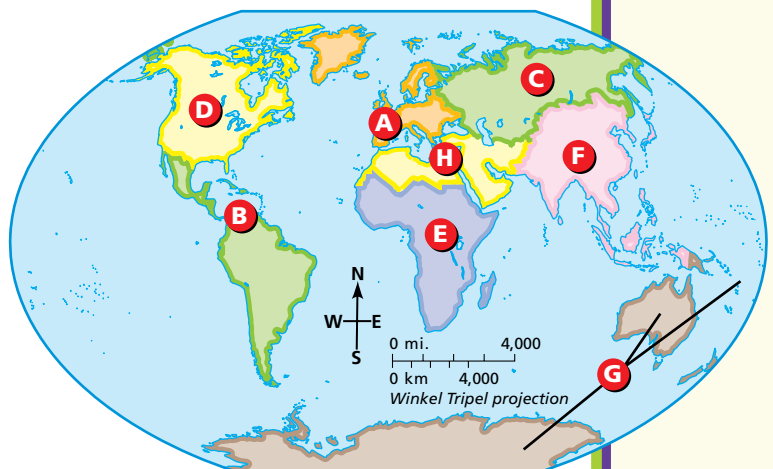 C
D
A
H
F
B
E
N
W E
S
0 mi. 4,000
0 km 4,000
Winkel Tripel projection
G